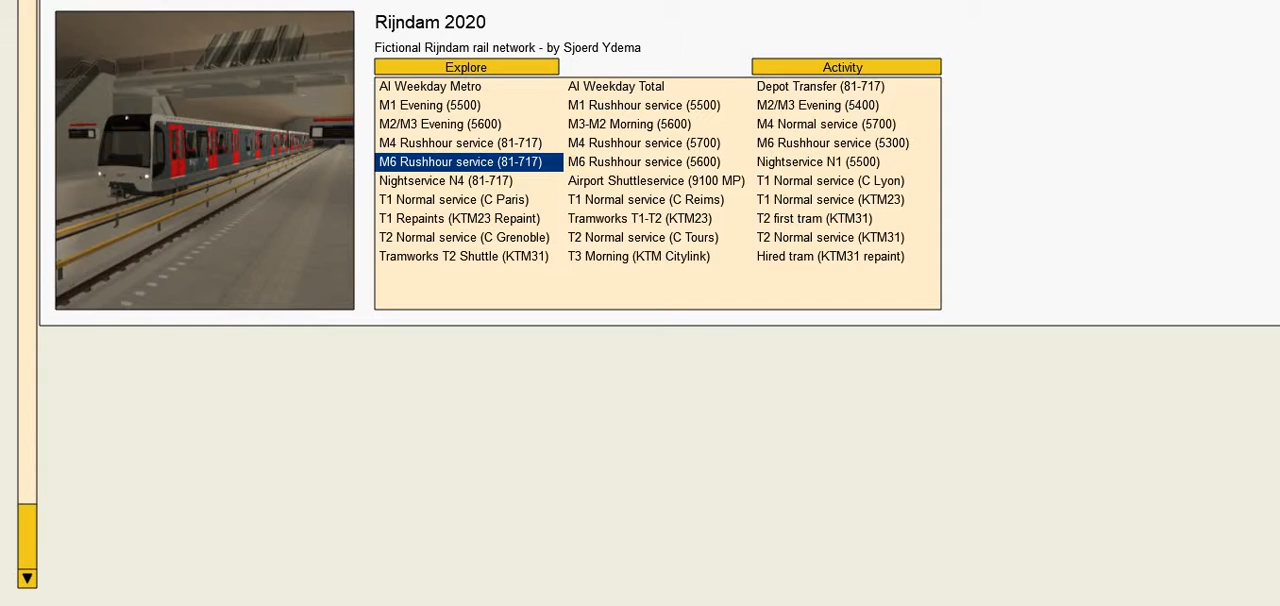 Rijndam 2020
Fictional Rijndam rail network - by Sjoerd Ydema
Explore Activity
AI Weekday Metro AI Weekday Total Depot Transfer (81-717)
M1 Evening (5500) M1 Rushhour service (5500) M2/M3 Evening (5400)
M2/M3 Evening (5600) M3-M2 Morning (5600) M4 Normal service (5700)
M4 Rushhour service (81-717) M4 Rushhour service (5700) M6 Rushhour service (5300)
M6 Rushhour service (81-717) M6 Rushhour service (5600) Nightservice N1 (5500)
Nightservice N4 (81-717) Airport Shuttleservice (9100 MP) T1 Normal service (C Lyon)
T1 Normal service (C Paris) T1 Normal service (C Reims) T1 Normal service (KTM23)
T1 Repaints (KTM23 Repaint) Tramworks T1-T2 (KTM23) T2 first tram (KTM31)
T2 Normal service (C Grenoble) T2 Normal service (C Tours) T2 Normal service (KTM31)
Tramworks T2 Shuttle (KTM31) T3 Morning (KTM Citylink) Hired tram (KTM31 repaint)